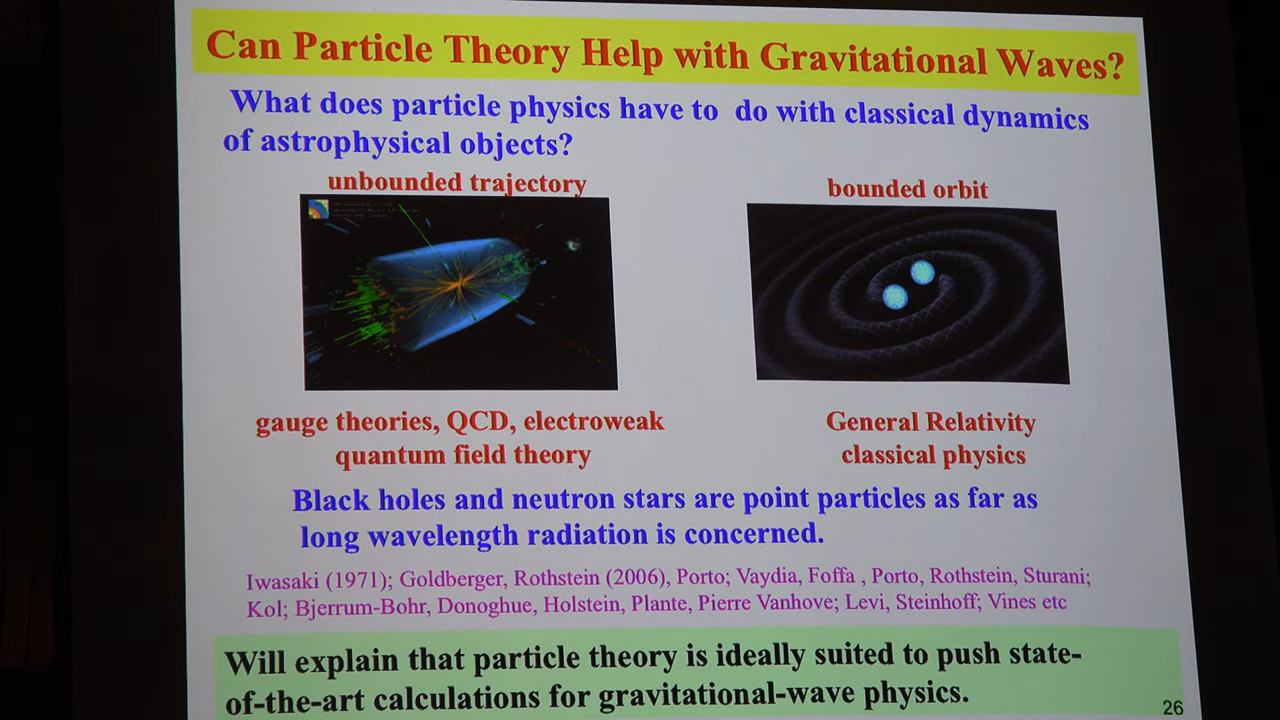 Can Particle Theory Help with Gravitational Waves?
What does particle physics have to do with classical dynamics
of astrophysical objects?
unbounded trajectory
bounded orbit
gauge theories, QCD, electroweak
quantum field theory
General Relativity
classical physics
Black holes and neutron stars are point particles as far as
long wavelength radiation is concerned.
Iwasaki (1971); Goldberger, Rothstein (2006), Porto; Vaydia, Foffa , Porto, Rothstein, Sturani;
Kol; Bjerrum-Bohr, Donoghue, Holstein, Plante, Pierre Vanhove; Levi, Steinhoff; Vines etc
Will explain that particle theory is ideally suited to push state-
of-the-art calculations for gravitational-wave physics.
26